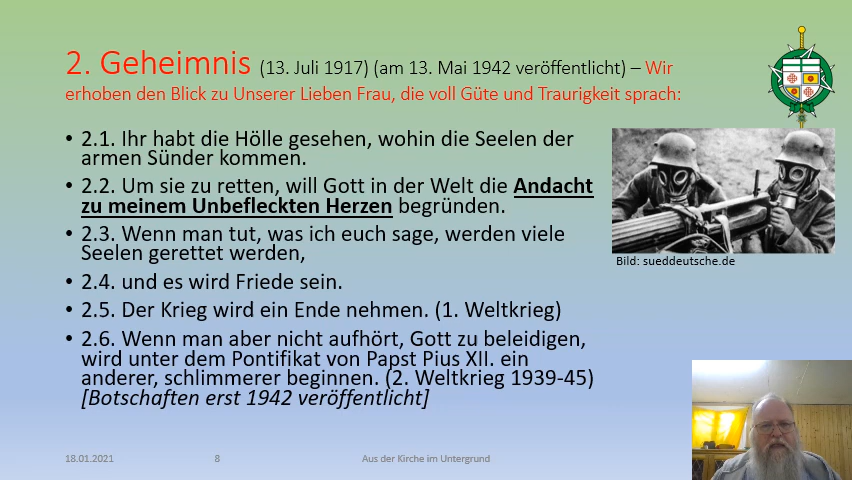 2. Geheimnis (13. Juli 1917) (am 13. Mai 1942 veröffentlicht) – Wir
erhoben den Blick zu Unserer Lieben Frau, die voll Güte und Traurigkeit sprach:
• 2.1. Ihr habt die Hölle gesehen, wohin die Seelen der
armen Sünder kommen.
• 2.2. Um sie zu retten, will Gott in der Welt die Andacht
zu meinem Unbefleckten Herzen begründen.
• 2.3. Wenn man tut, was ich euch sage, werden viele
Seelen gerettet werden,
• 2.4. und es wird Friede sein.
• 2.5. Der Krieg wird ein Ende nehmen. (1. Weltkrieg)
• 2.6. Wenn man aber nicht aufhört, Gott zu beleidigen,
wird unter dem Pontifikat von Papst Pius XII. ein
anderer, schlimmerer beginnen. (2. Weltkrieg 1939-45)
[Botschaften erst 1942 veröffentlicht]
Bild: sueddeutsche.de
18.01.2021
8
Aus der Kirche im Untergrund